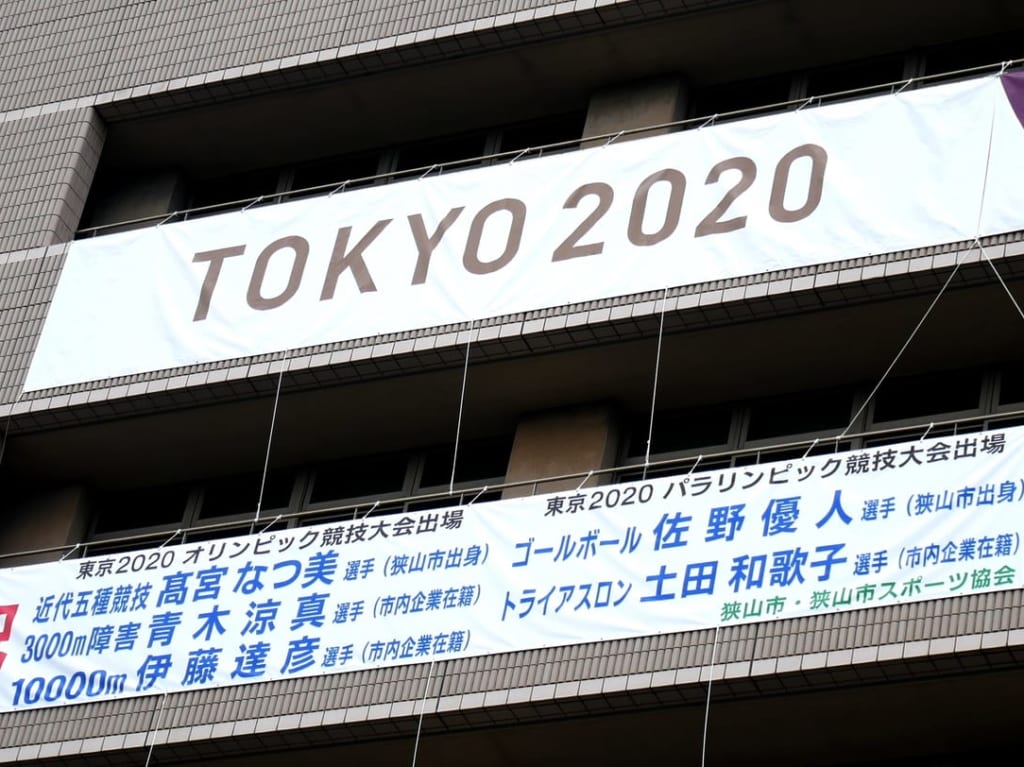 TOKYO 2020
東京2020 オリンピック競技大会出場
近代五種競技 髙宮 なつ美 選手（狭山市出身）
3000m障害 青木 涼真 選手（市内企業在籍）
10000m 伊藤 達彦 選手（市内企業在籍）
東京2020 パラリンピック競技大会出場
ゴールボール 佐野 優人 選手（狭山市出身）
トライアスロン 土田 和歌子 選手（市内企業在籍）
狭山市・狭山市スポーツ協会